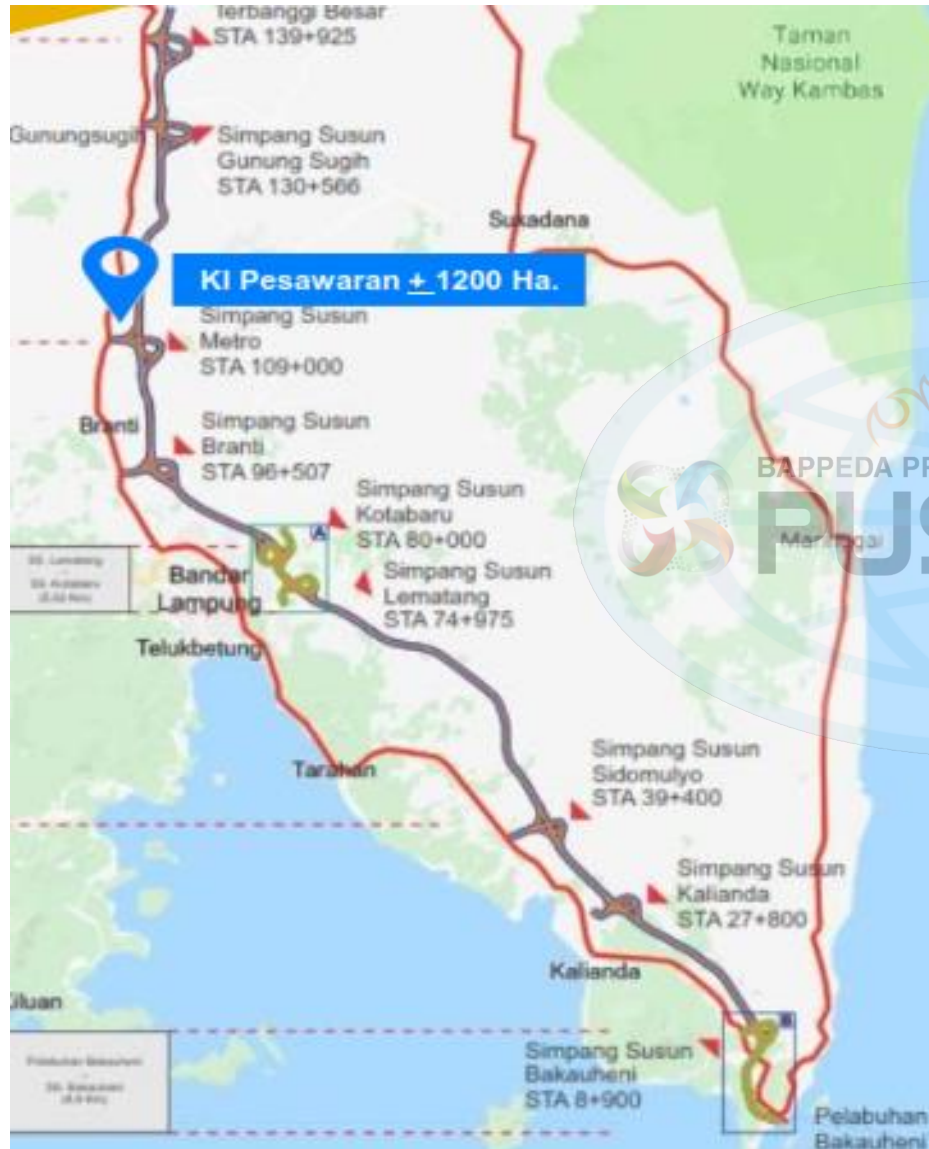 Terbanggi Besar
STA 139+925
Taman
Nasional
Way Kambas
Gunungsugih
Simpang Susun
Gunung Sugih
STA 130+566
Sukadana
KI Pesawaran + 1200 Ha.
Simpang Susun
Metro
STA 109+000
Branti
Simpang Susun
Branti
STA 96+507
BAPPEDA PR
PUS
Simpang Susun
Kotabaru
STA 80+000
A
Simpang Susun
Lematang
STA 74+975
Bandar
Lampung
Telukbetung
Tarahan
Simpang Susun
Sidomulyo
STA 39+400
Simpang Susun
Kalianda
STA 27+800
Kalianda
iluan
Simpang Susun
Bakauheni
STA 8+900
Pelabuhan
Bakauheni